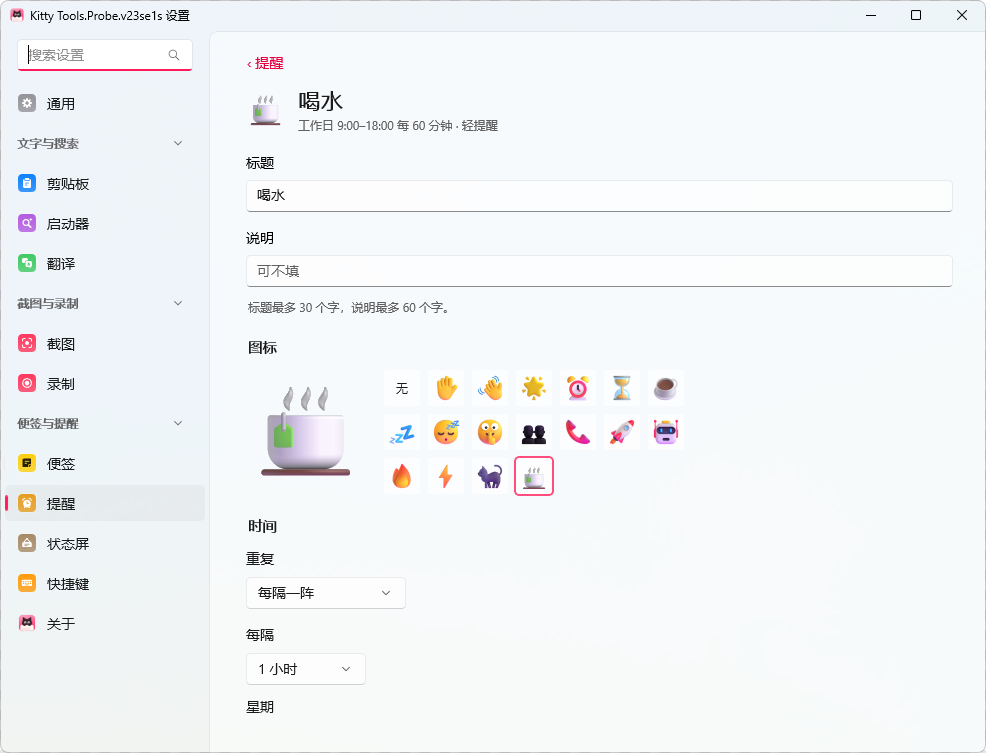 Kitty Tools.Probe.v23se1s 设置
搜索设置
通用
文字与搜索
剪贴板
启动器
翻译
截图与录制
截图
录制
便签与提醒
便签
提醒
状态屏
快捷键
关于
‹ 提醒
喝水
工作日 9:00–18:00 每 60 分钟 · 轻提醒
标题
喝水
说明
可不填
标题最多 30 个字，说明最多 60 个字。
图标
无
时间
重复
每隔一阵
每隔
1 小时
星期